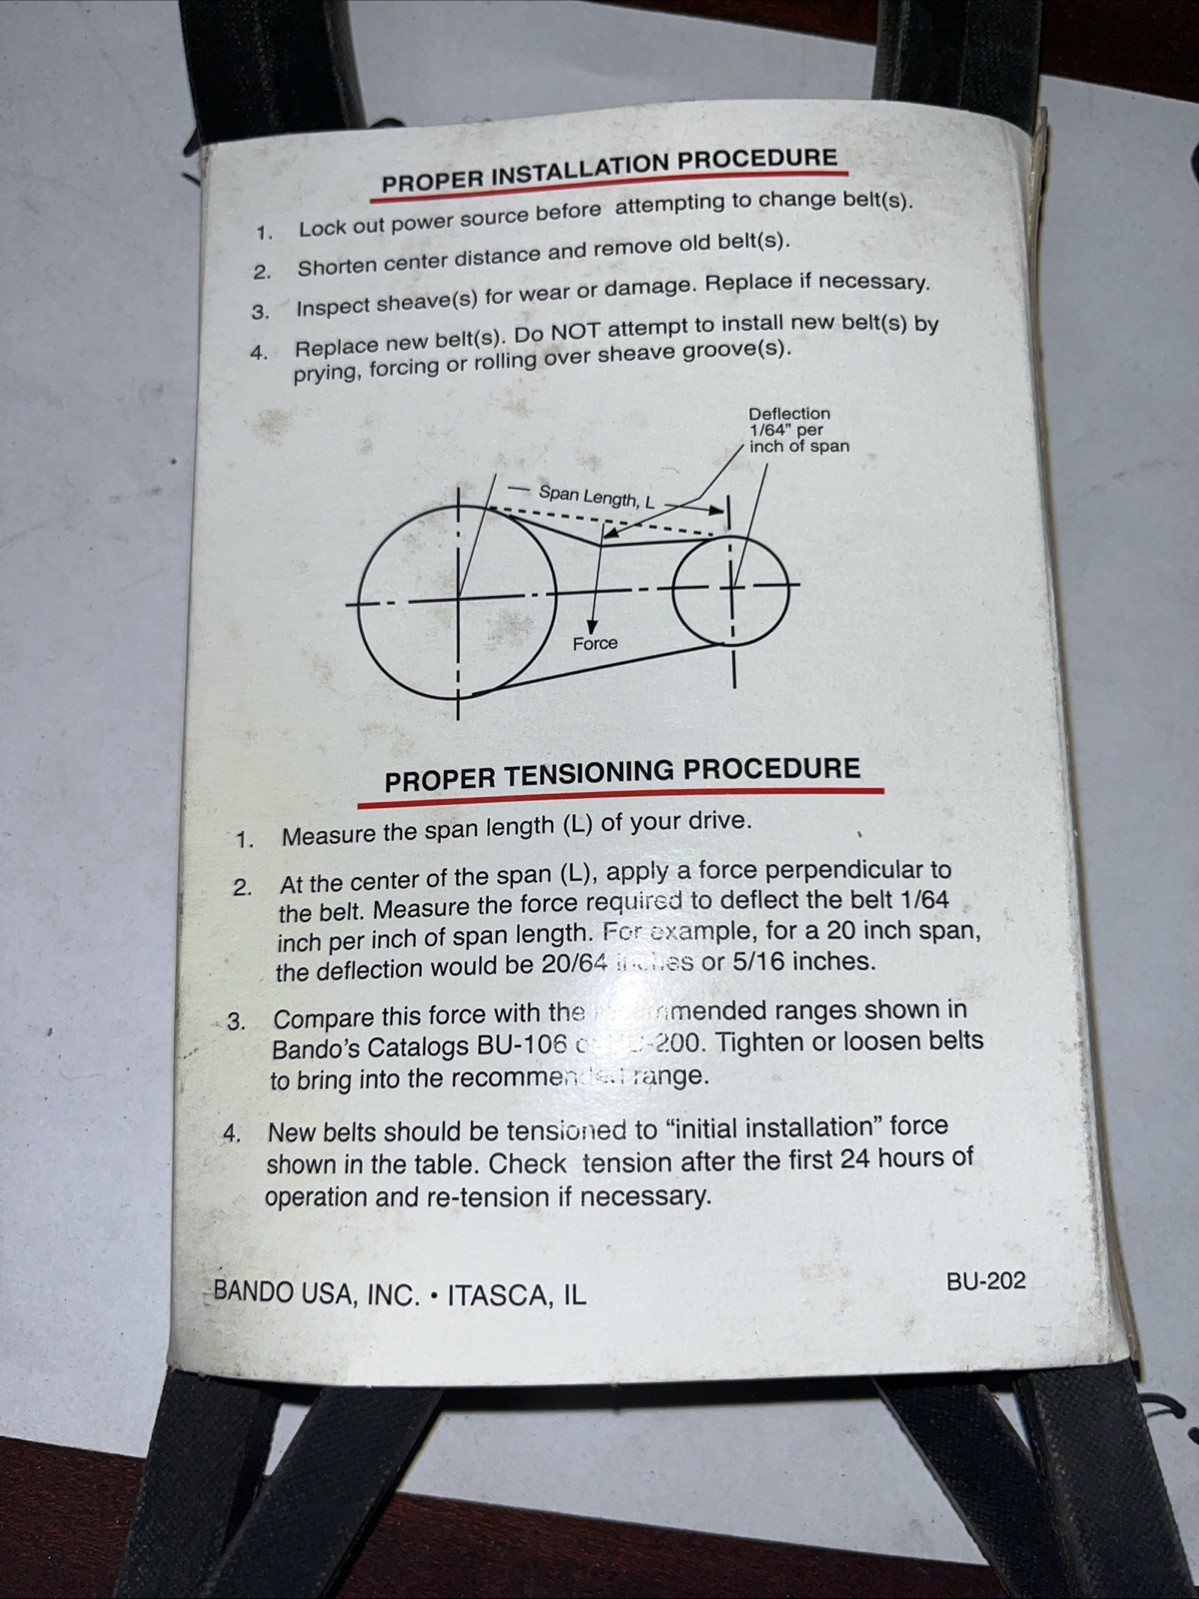 PROPER INSTALLATION PROCEDURE
1. Lock out power source before attempting to change belt(s).
2. Shorten center distance and remove old belt(s).
3. Inspect sheave(s) for wear or damage. Replace if necessary.
4. Replace new belt(s). Do NOT attempt to install new belt(s) by
prying, forcing or rolling over sheave groove(s).
Deflection
1/64" per
inch of span
Span Length, L
Force
PROPER TENSIONING PROCEDURE
1. Measure the span length (L) of your drive.
2. At the center of the span (L), apply a force perpendicular to
the belt. Measure the force required to deflect the belt 1/64
inch per inch of span length. For example, for a 20 inch span,
the deflection would be 20/64 inches or 5/16 inches.
3. Compare this force with the recommended ranges shown in
Bando's Catalogs BU-106 -200. Tighten or loosen belts
to bring into the recommended range.
4. New belts should be tensioned to “initial installation” force
shown in the table. Check tension after the first 24 hours of
operation and re-tension if necessary.
BANDO USA, INC. • ITASCA, IL
BU-202